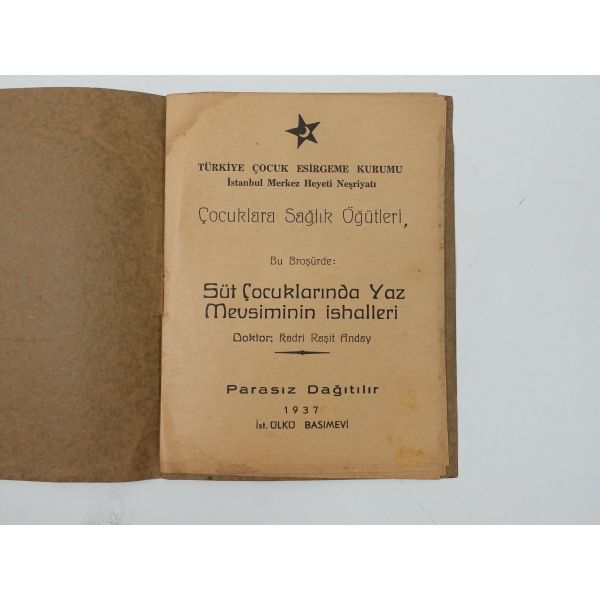 TÜRKİYE ÇOCUK ESİRGEME KURUMU
İstanbul Merkez Heyeti Neşriyatı
Çocuklara Sağlık Öğütleri,
Bu Broşürde:
Süt Çocuklarında Yaz
Mevsiminin ishalleri
Doktor: Kadri Raşit Anday
Parasız Dağıtılır
1937
İst. ÜLKÜ BASIMEVİ